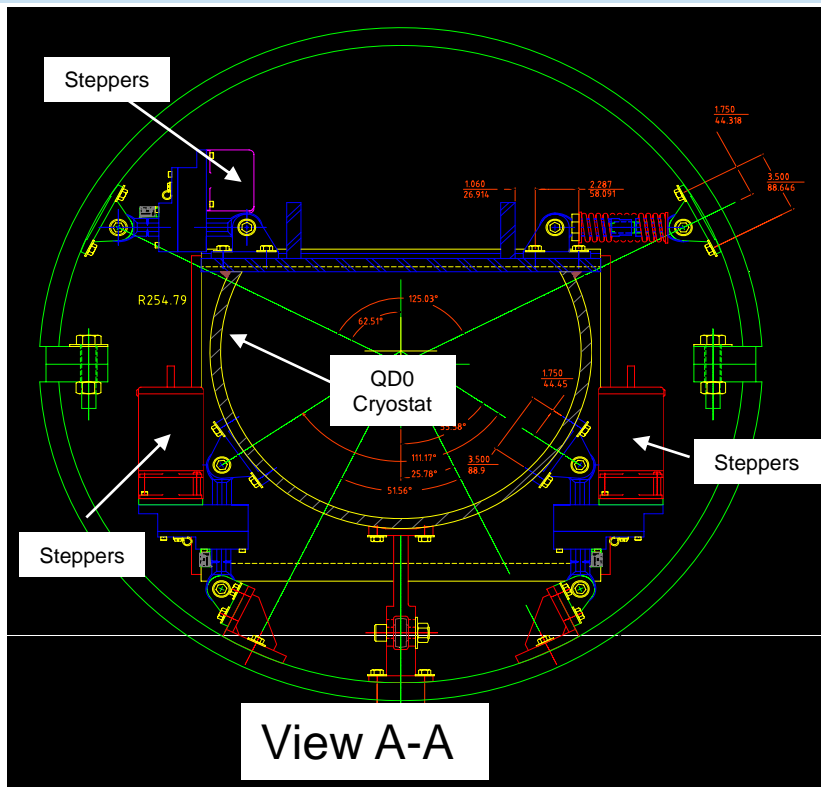 Steppers
1.750
44.318
3.500
88.646
1.060
26.914
2.287
58.091
R254.79
125.03°
62.51°
QD0
Cryostat
1.750
44.45
111.17°
3.500
88.9
25.78°
51.56°
Steppers
Steppers
View A-A